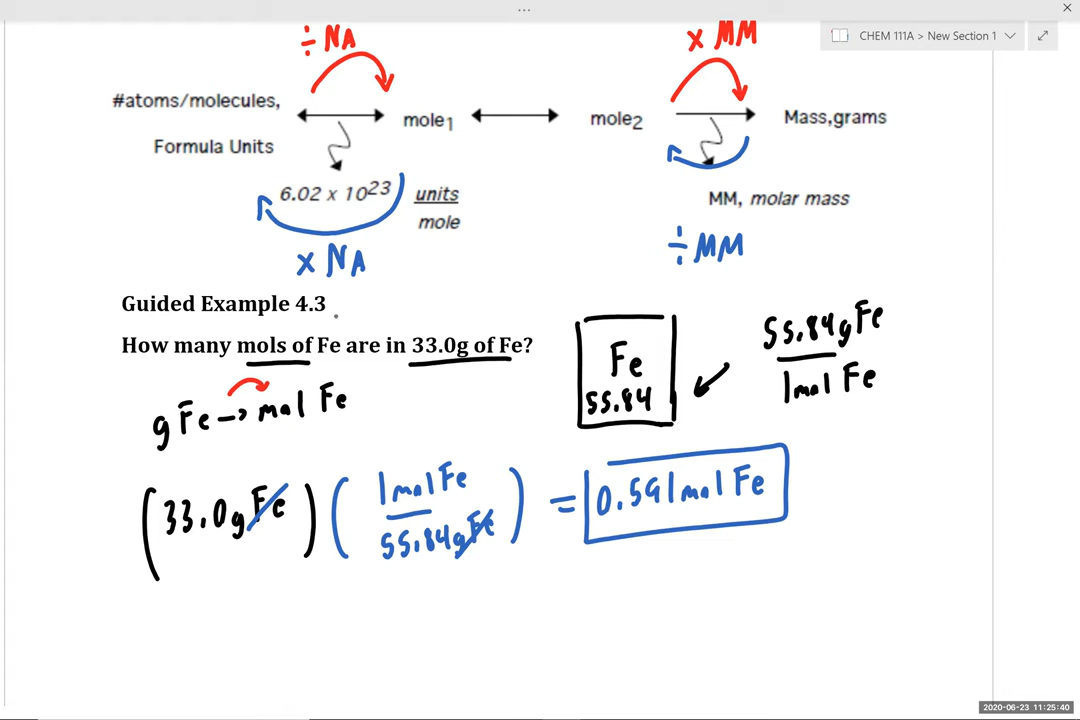 CHEM 111A > New Section 1
÷ NA
x MM
#atoms/molecules,
Formula Units
mole1
mole2
Mass,grams
6.02 x 10^23 units
mole
MM, molar mass
x NA
÷ MM
Guided Example 4.3
How many mols of Fe are in 33.0g of Fe?
g Fe -> mol Fe
Fe
55.84
55.84g Fe
1 mol Fe
(33.0g Fe) (1 mol Fe / 55.84g Fe) = 0.591 mol Fe
2020-06-23 11:25:40